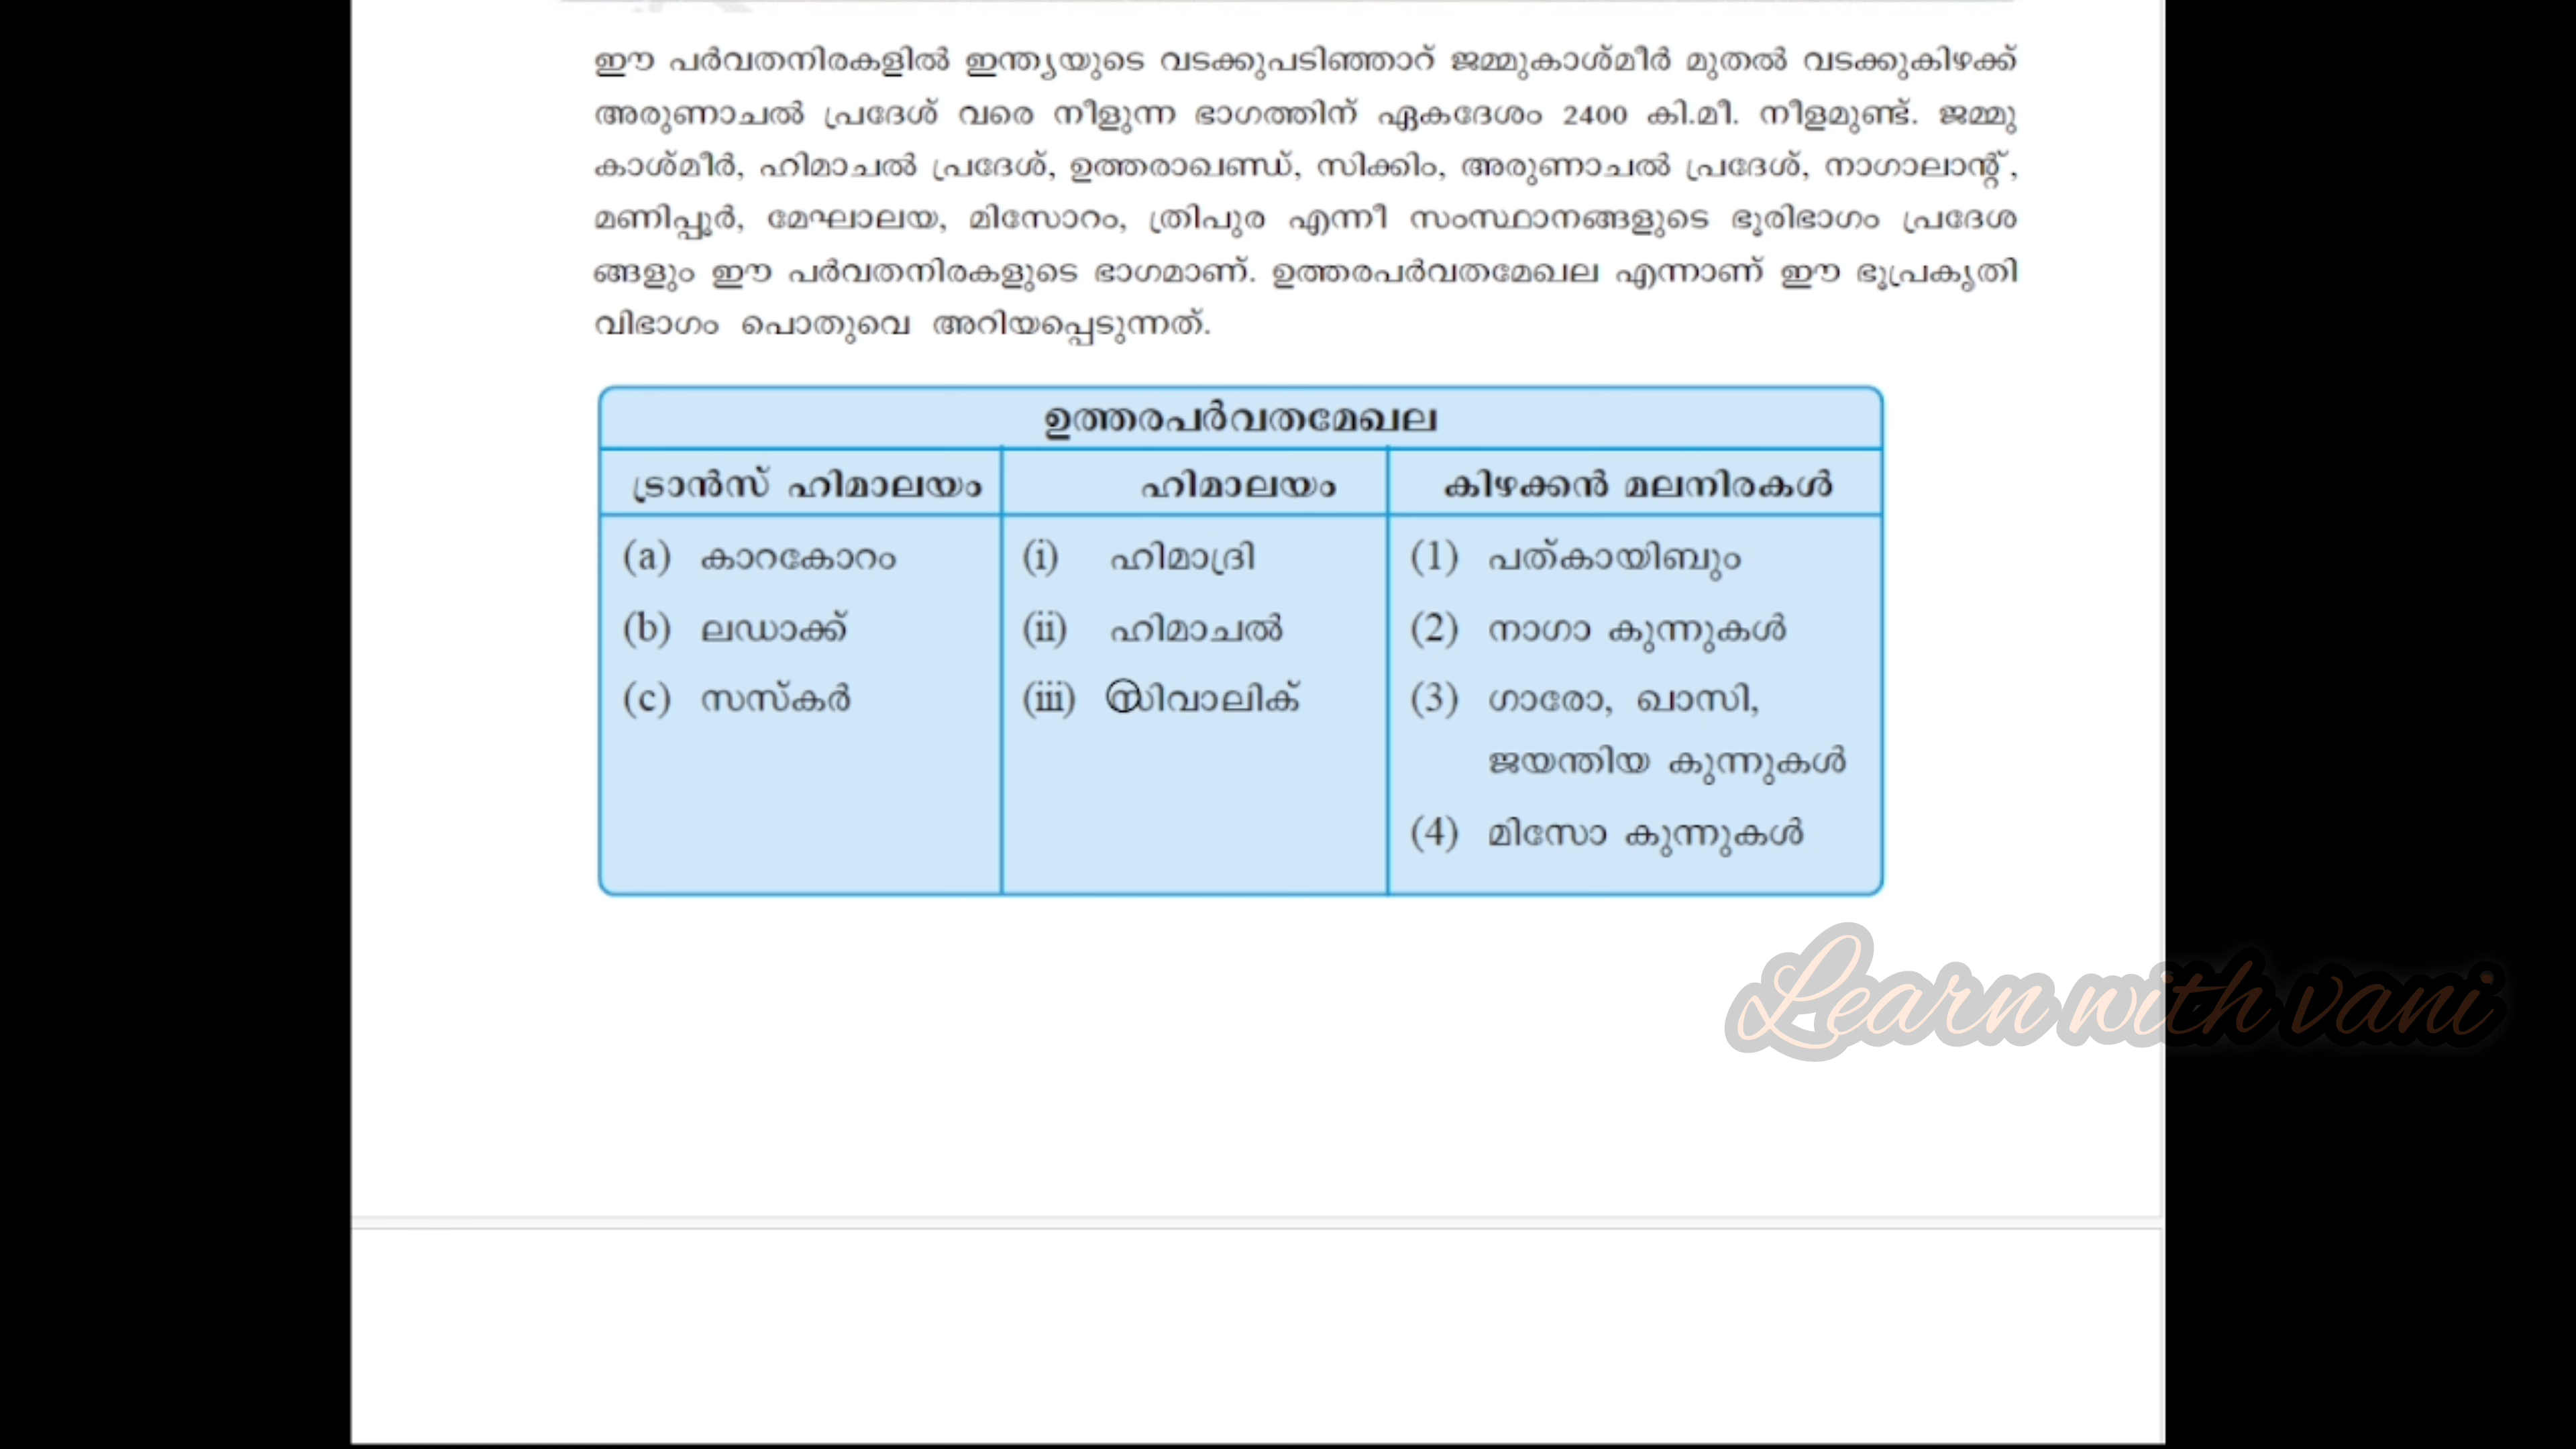 ഈ പർവതനിരകളിൽ ഇന്ത്യയുടെ വടക്കുപടിഞ്ഞാറ് ജമ്മുകാശ്മീർ മുതൽ വടക്കുകിഴക്ക്
അരുണാചൽ പ്രദേശ് വരെ നീളുന്ന ഭാഗത്തിന് ഏകദേശം 2400 കി.മീ. നീളമുണ്ട്. ജമ്മു
കാശ്മീർ, ഹിമാചൽ പ്രദേശ്, ഉത്തരാഖണ്ഡ്, സിക്കിം, അരുണാചൽ പ്രദേശ്, നാഗാലാന്റ്,
മണിപ്പൂർ, മേഘാലയ, മിസോറം, ത്രിപുര എന്നീ സംസ്ഥാനങ്ങളുടെ ഭൂരിഭാഗം പ്രദേശ
ങ്ങളും ഈ പർവതനിരകളുടെ ഭാഗമാണ്. ഉത്തരപർവതമേഖല എന്നാണ് ഈ ഭൂപ്രകൃതി
വിഭാഗം പൊതുവെ അറിയപ്പെടുന്നത്.
ഉത്തരപർവതമേഖല
ട്രാൻസ് ഹിമാലയം
(a) കാറകോറം
(b) ലഡാക്ക്
(c) സസ്കർ
ഹിമാലയം
(i) ഹിമാദ്രി
(ii) ഹിമാചൽ
(iii) സിവാലിക്
കിഴക്കൻ മലനിരകൾ
(1) പത്കായിബും
(2) നാഗാ കുന്നുകൾ
(3) ഗാരോ, ഖാസി,
ജയന്തിയ കുന്നുകൾ
(4) മിസോ കുന്നുകൾ
Learn with vani